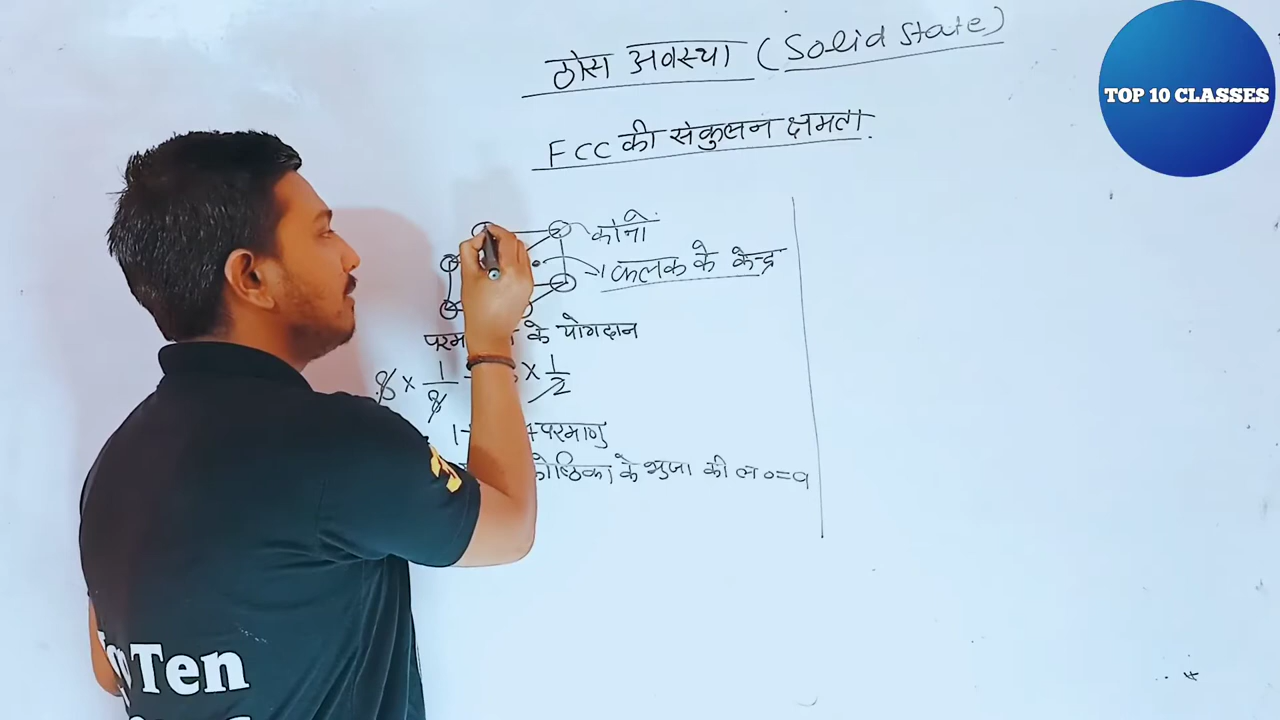 ठोस अवस्था (Solid State)
TOP 10 CLASSES
FCC की संकुलन क्षमता.
कोनो
फलक के केन्द्र
के योगदान
8 × 1/8 × 1/2
परमाणु
के भुजा की ल०=a
Ten